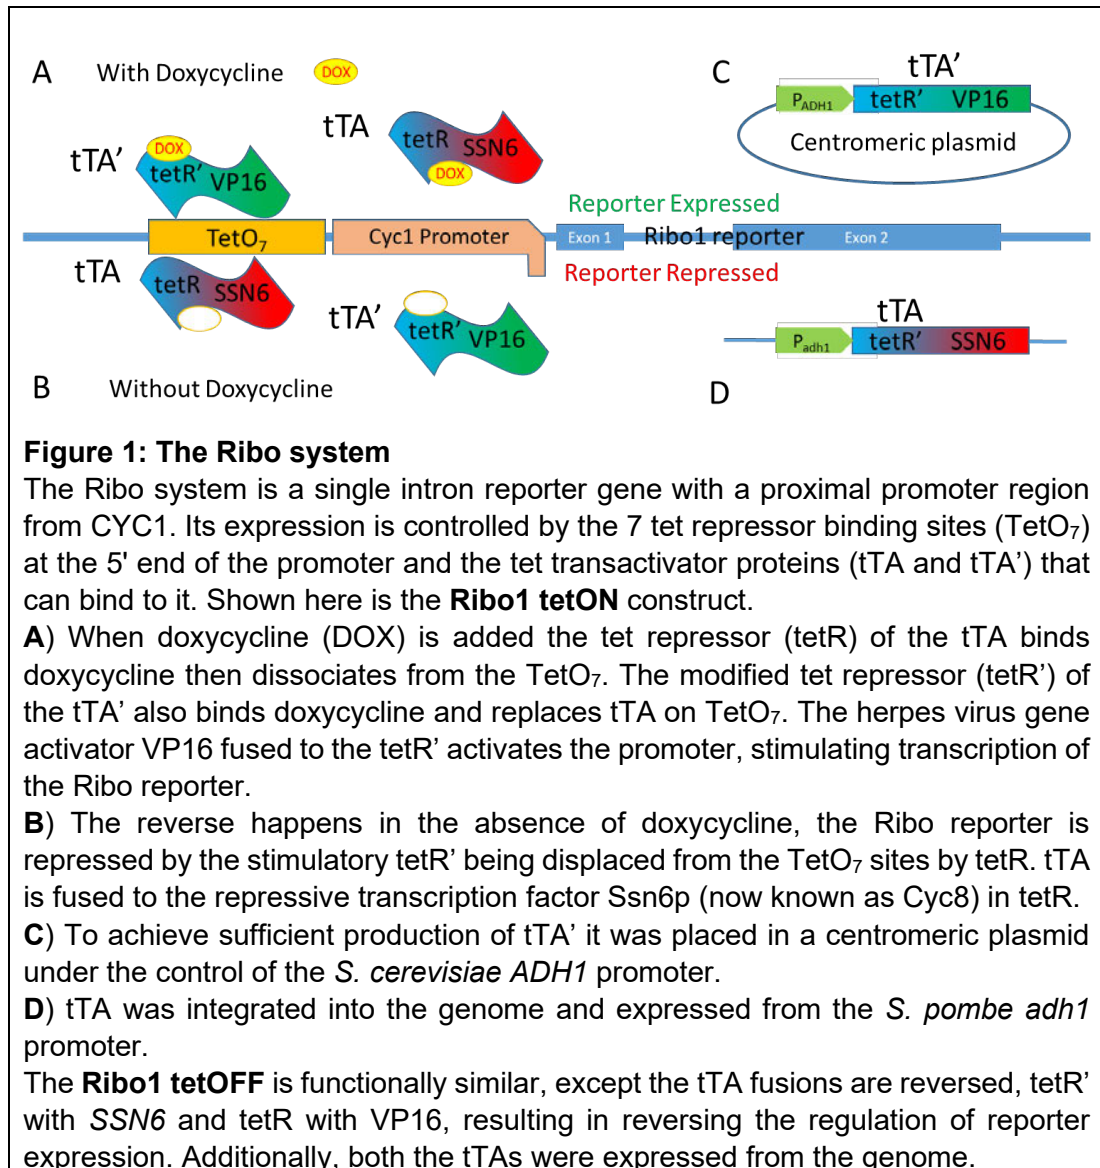 A With Doxycycline DOX
tTA
tetR SSN6
DOX
tTA'
DOX
tetR' VP16
C tTA'
PADH1 tetR' VP16
Centromeric plasmid
Reporter Expressed
TetO7 Cyc1 Promoter Exon 1 Ribo1 reporter Exon 2
Reporter Repressed
tTA
tetR SSN6
tTA'
tetR' VP16
tTA
Padh1 tetR' SSN6
B Without Doxycycline
D
Figure 1: The Ribo system
The Ribo system is a single intron reporter gene with a proximal promoter region
from CYC1. Its expression is controlled by the 7 tet repressor binding sites (TetO7)
at the 5' end of the promoter and the tet transactivator proteins (tTA and tTA’) that
can bind to it. Shown here is the Ribo1 tetON construct.
A) When doxycycline (DOX) is added the tet repressor (tetR) of the tTA binds
doxycycline then dissociates from the TetO7. The modified tet repressor (tetR’) of
the tTA’ also binds doxycycline and replaces tTA on TetO7. The herpes virus gene
activator VP16 fused to the tetR’ activates the promoter, stimulating transcription of
the Ribo reporter.
B) The reverse happens in the absence of doxycycline, the Ribo reporter is
repressed by the stimulatory tetR’ being displaced from the TetO7 sites by tetR. tTA
is fused to the repressive transcription factor Ssn6p (now known as Cyc8) in tetR.
C) To achieve sufficient production of tTA’ it was placed in a centromeric plasmid
under the control of the S. cerevisiae ADH1 promoter.
D) tTA was integrated into the genome and expressed from the S. pombe adh1
promoter.
The Ribo1 tetOFF is functionally similar, except the tTA fusions are reversed, tetR’
with SSN6 and tetR with VP16, resulting in reversing the regulation of reporter
expression. Additionally, both the tTAs were expressed from the genome.